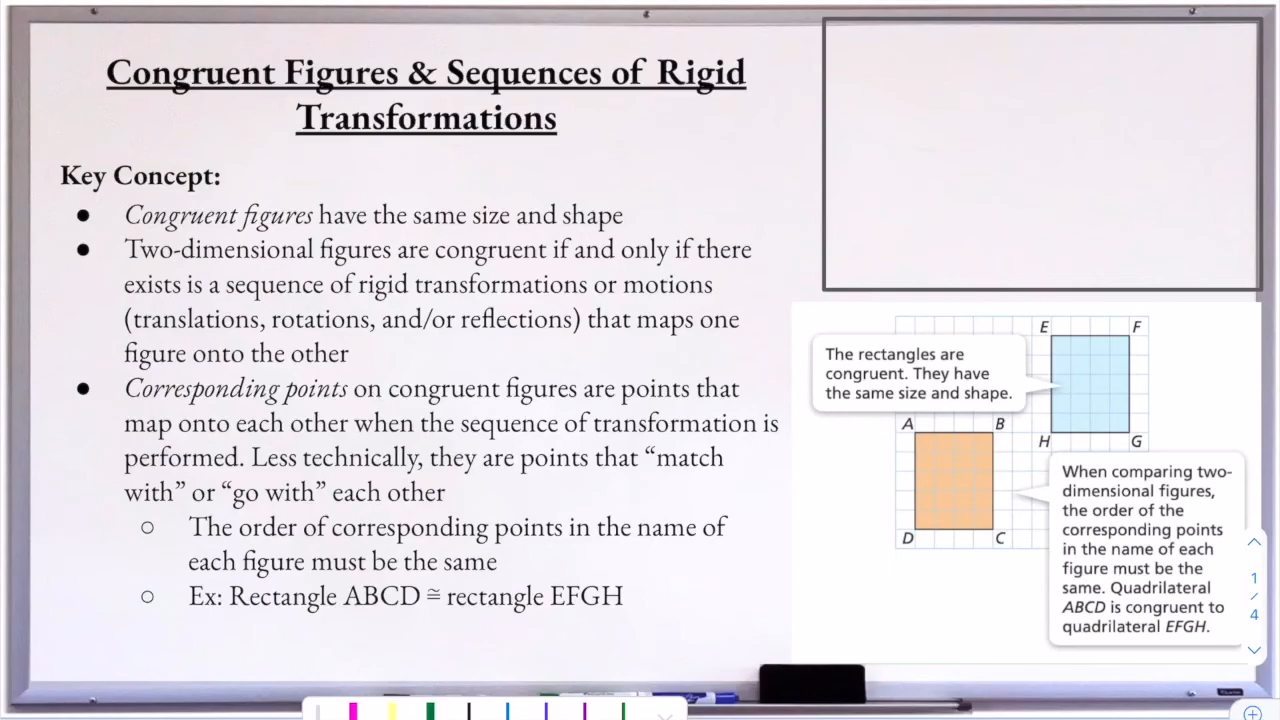 Congruent Figures & Sequences of Rigid
Transformations
Key Concept:
● Congruent figures have the same size and shape
● Two-dimensional figures are congruent if and only if there
exists is a sequence of rigid transformations or motions
(translations, rotations, and/or reflections) that maps one
figure onto the other
● Corresponding points on congruent figures are points that
map onto each other when the sequence of transformation is
performed. Less technically, they are points that “match
with” or “go with” each other
○ The order of corresponding points in the name of
each figure must be the same
○ Ex: Rectangle ABCD ≅ rectangle EFGH
E F
The rectangles are
congruent. They have
the same size and shape.
A B
H G
D C
When comparing two-
dimensional figures,
the order of the
corresponding points
in the name of each
figure must be the
same. Quadrilateral
ABCD is congruent to
quadrilateral EFGH.
1
/
4